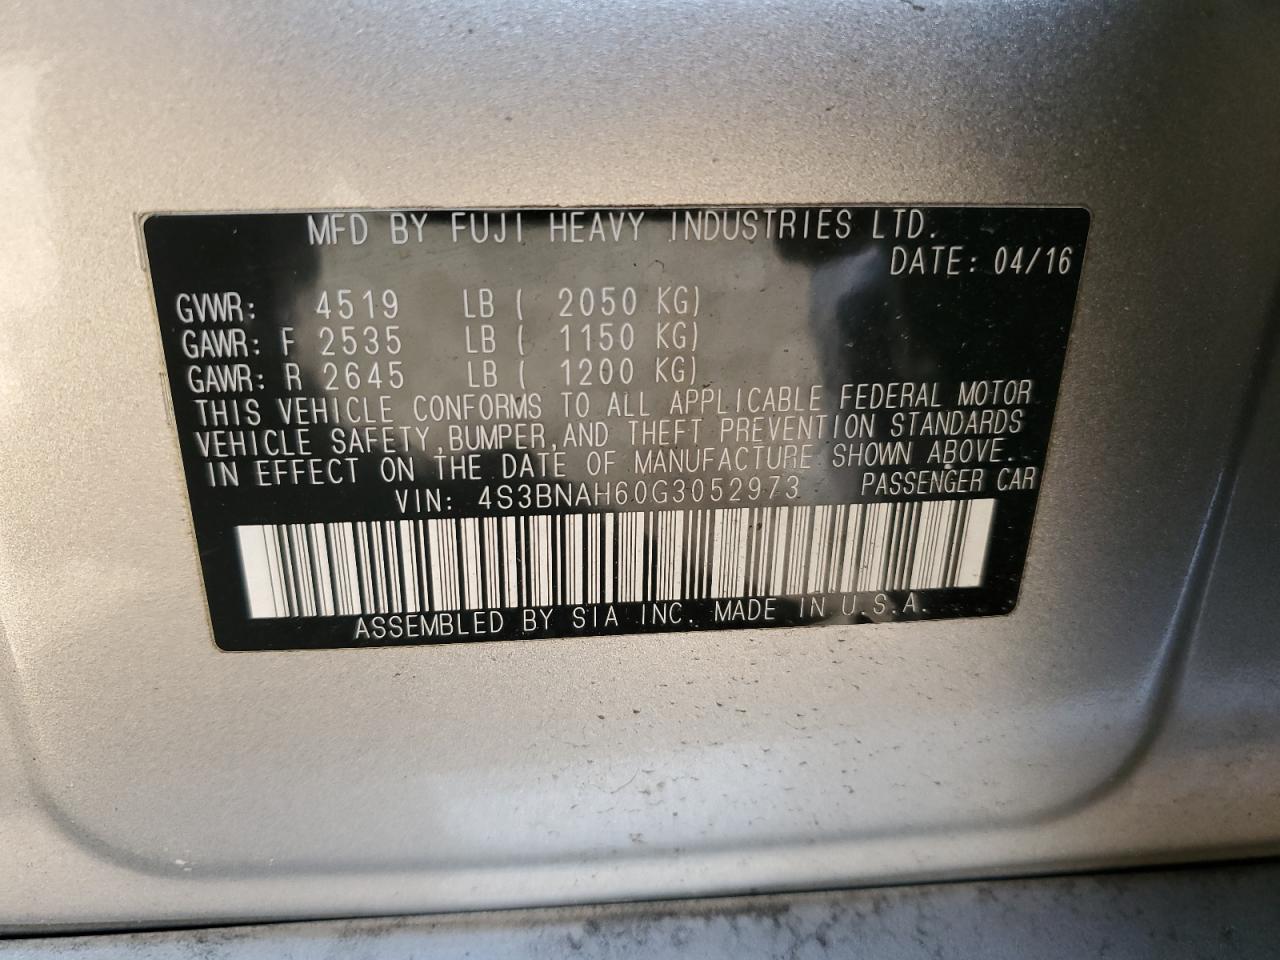 MFD BY FUJI HEAVY INDUSTRIES LTD.
DATE: 04/16
GVWR: 4519 LB ( 2050 KG)
GAWR: F 2535 LB ( 1150 KG)
GAWR: R 2645 LB ( 1200 KG)
THIS VEHICLE CONFORMS TO ALL APPLICABLE FEDERAL MOTOR
VEHICLE SAFETY, BUMPER, AND THEFT PREVENTION STANDARDS
IN EFFECT ON THE DATE OF MANUFACTURE SHOWN ABOVE.
VIN: 4S3BNAH60G3052973 PASSENGER CAR
ASSEMBLED BY SIA INC. MADE IN U.S.A.